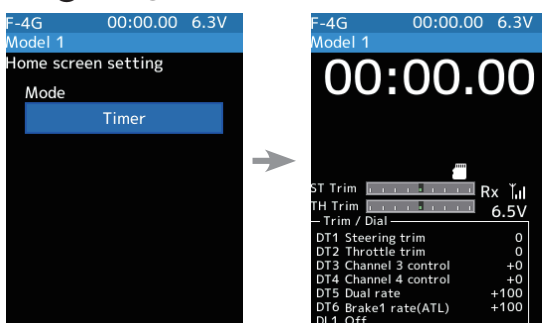 F-4G 00:00.00 6.3V
Model 1
Home screen setting
Mode
Timer
F-4G 00:00.00 6.3V
Model 1
00:00.00
ST Trim Rx
TH Trim 6.5V
Trim / Dial
DT1 Steering trim 0
DT2 Throttle trim 0
DT3 Channel 3 control +0
DT4 Channel 4 control +0
DT5 Dual rate +100
DT6 Brake1 rate(ATL) +100
DL1 Off